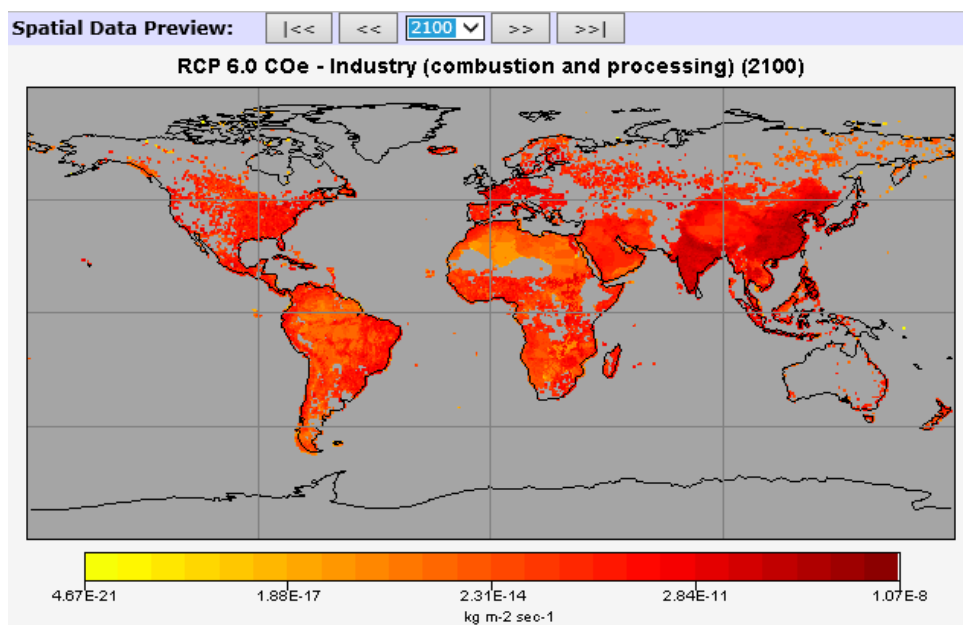 Spatial Data Preview: |<< << 2100 >> >>|
RCP 6.0 COe - Industry (combustion and processing) (2100)
4.67E-21 1.88E-17 2.31E-14 2.84E-11 1.07E-8
kg m-2 sec-1